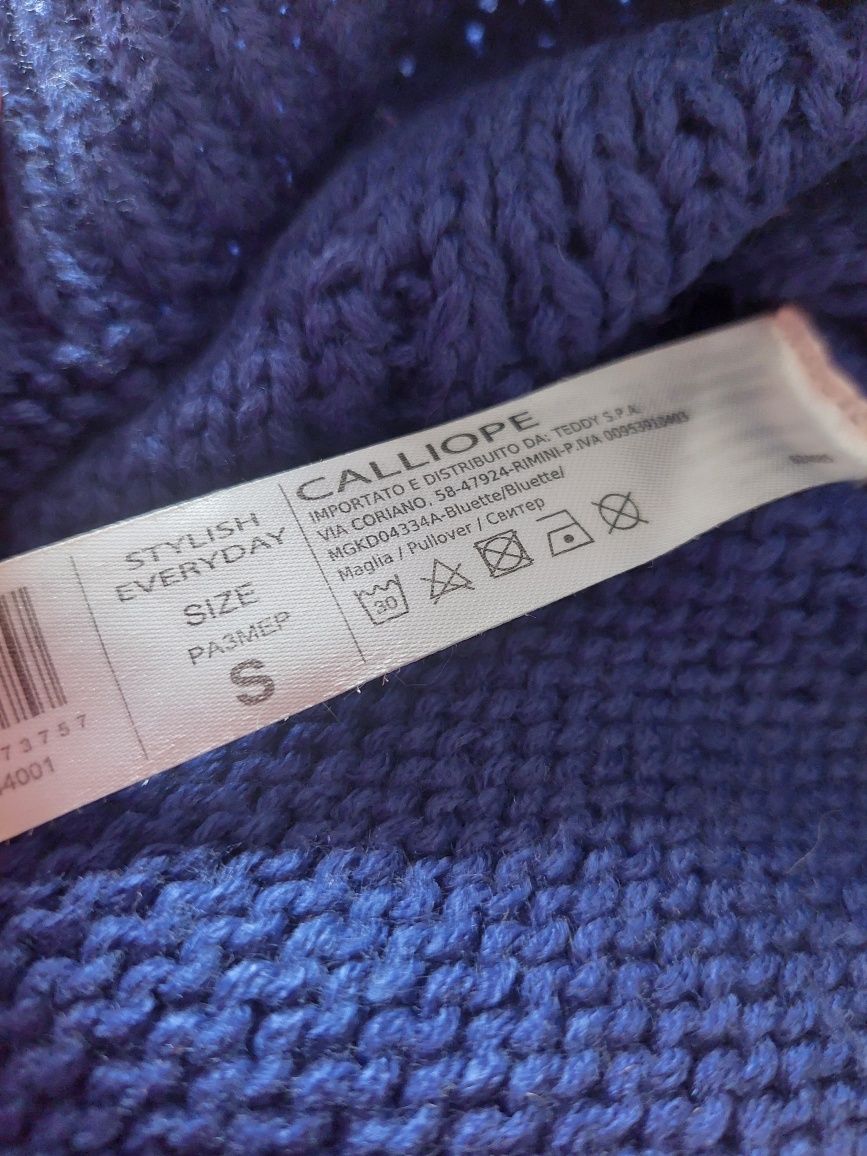 CALLIOPE
IMPORTATO E DISTRIBUITO DA: TEDDY S.P.A.
VIA CORIANO, 58-47924-RIMINI-P.IVA 00953913403
MGKD04334A-Bluette/Bluette/
Maglia / Pullover / Свитер
30
STYLISH
EVERYDAY
SIZE
РАЗМЕР
S
73757
4001